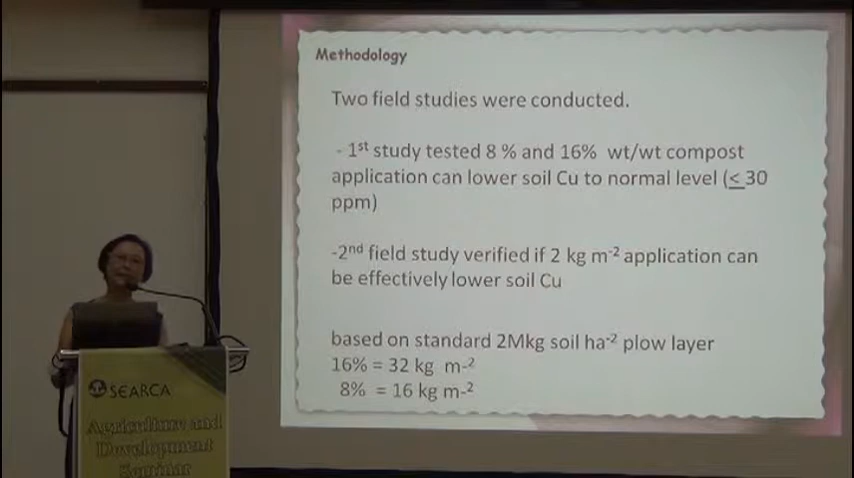 Methodology
Two field studies were conducted.
- 1st study tested 8 % and 16% wt/wt compost
application can lower soil Cu to normal level (< 30
ppm)
-2nd field study verified if 2 kg m-2 application can
be effectively lower soil Cu
based on standard 2Mkg soil ha-2 plow layer
16% = 32 kg m-2
8% = 16 kg m-2
SEARCA
Agriculture and
Development
Seminar